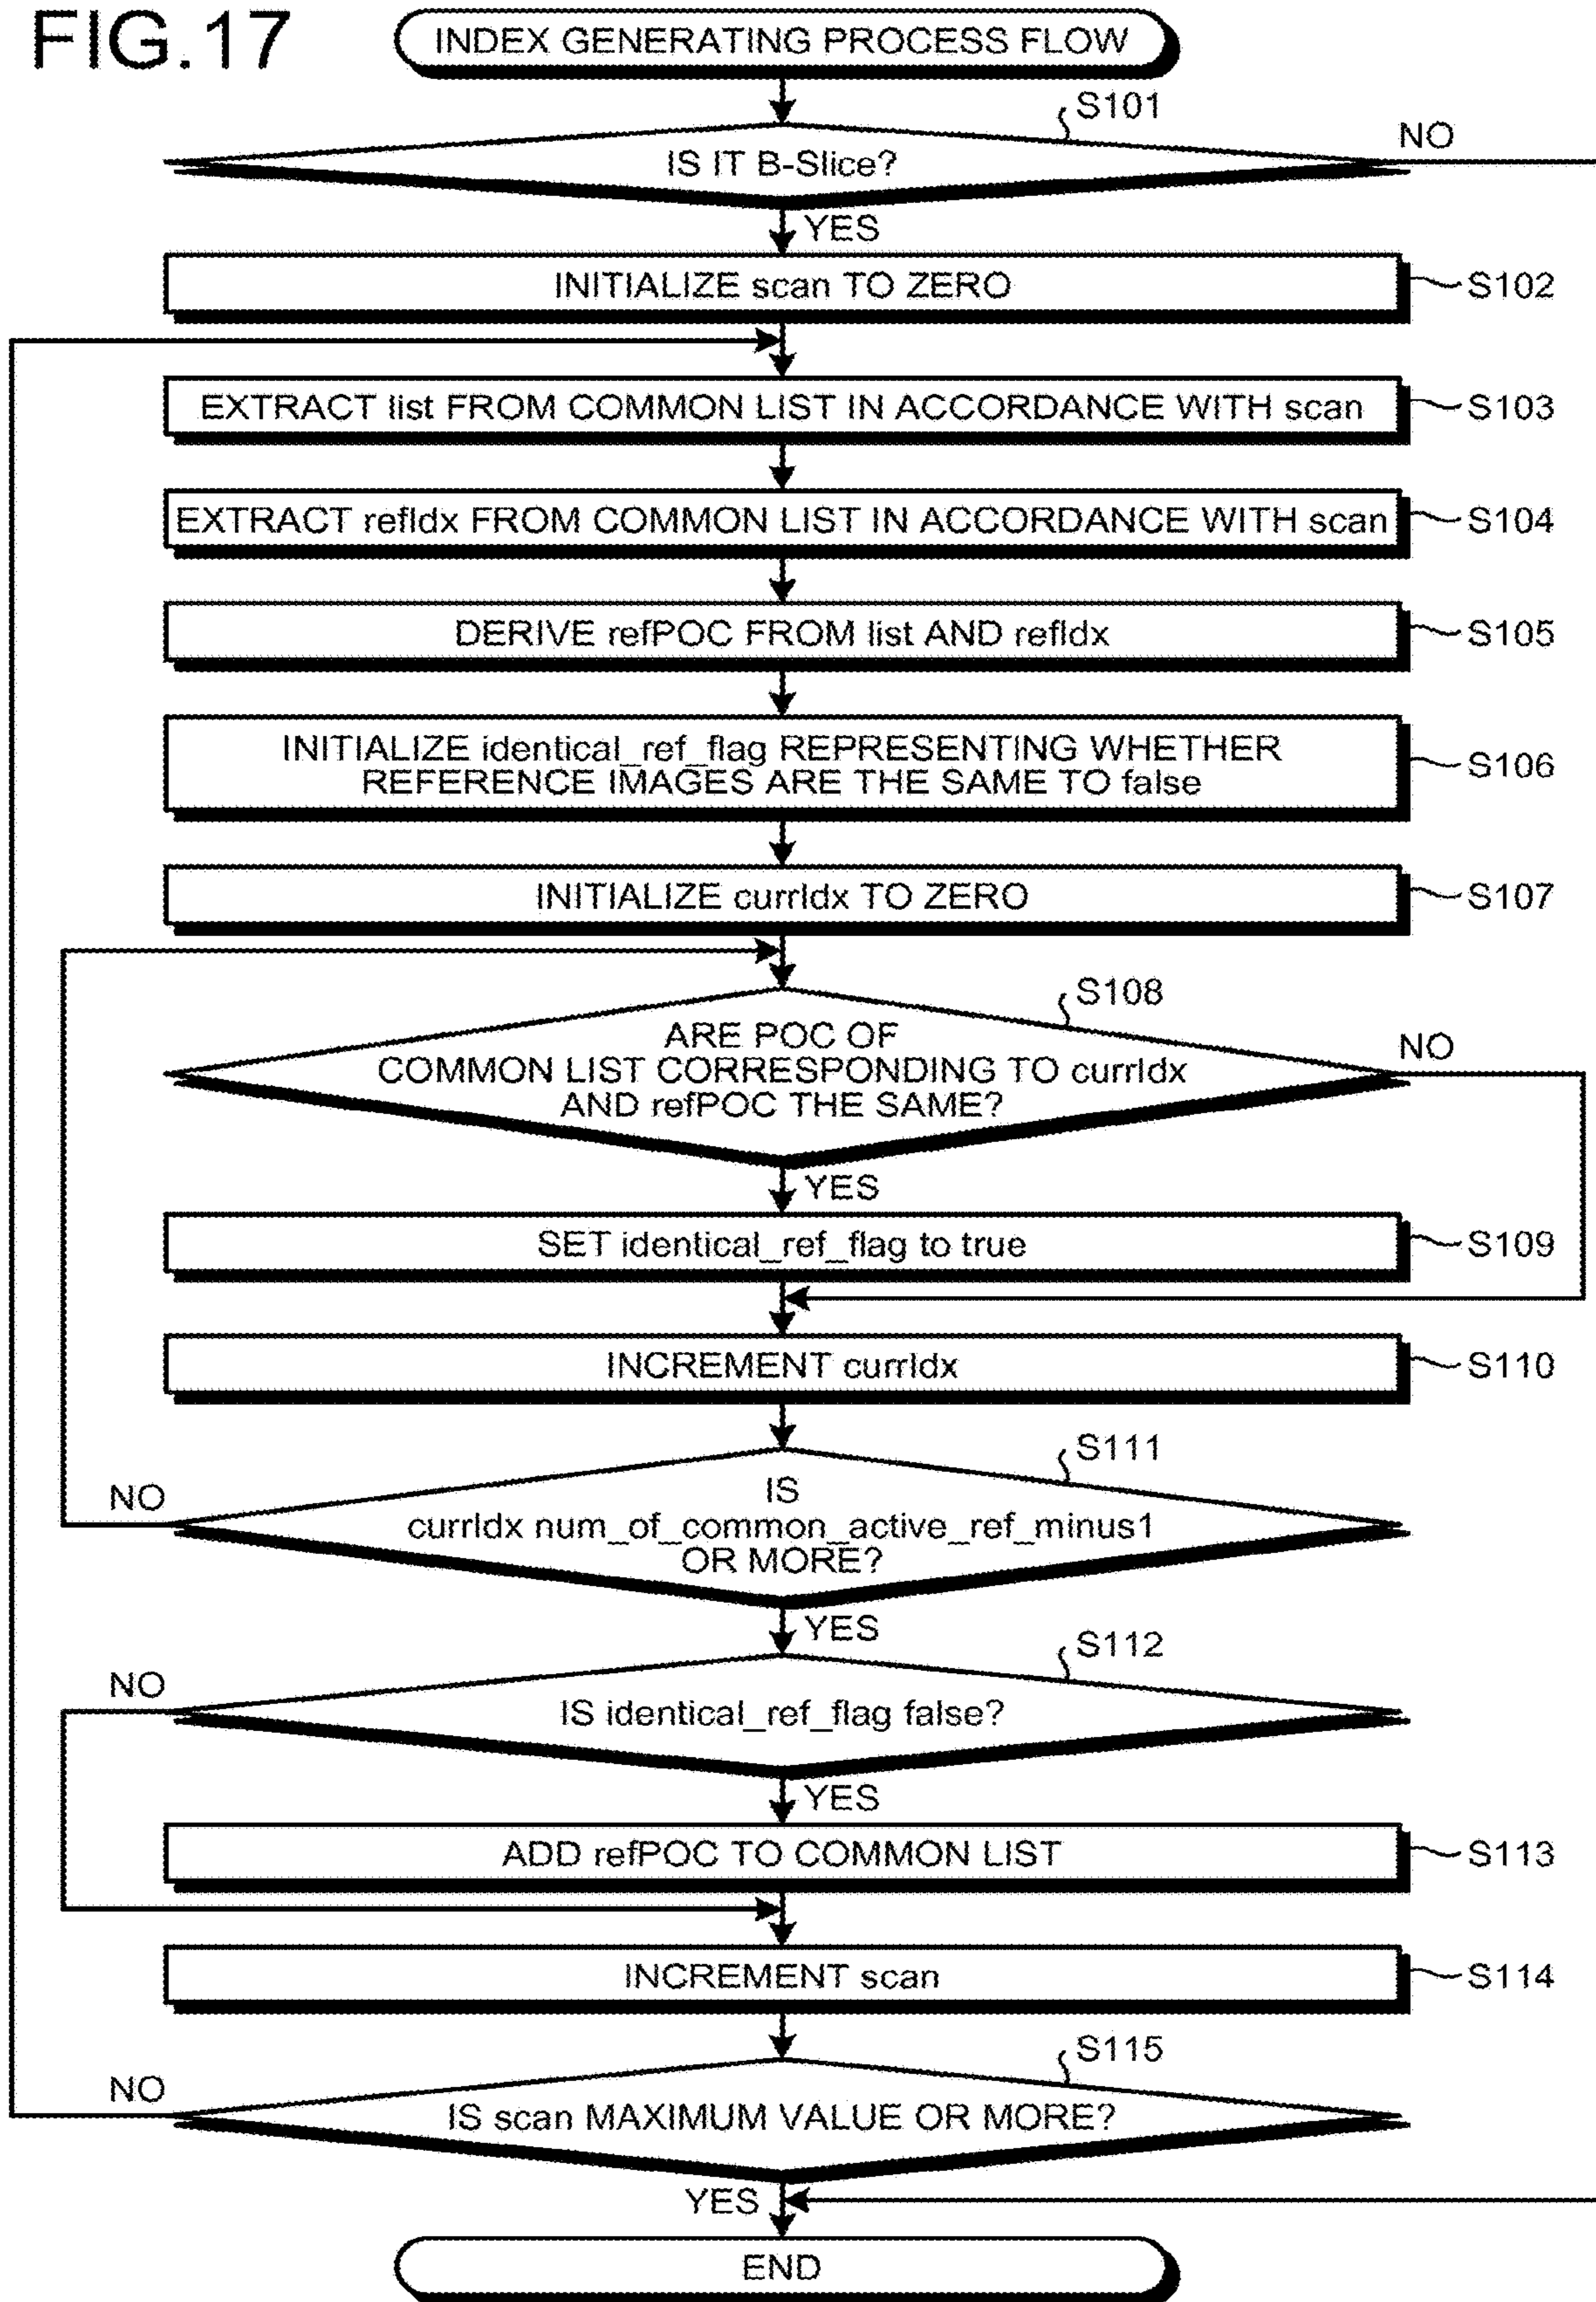 FIG.17
INDEX GENERATING PROCESS FLOW
S101
IS IT B-Slice?
NO
YES
INITIALIZE scan TO ZERO
S102
EXTRACT list FROM COMMON LIST IN ACCORDANCE WITH scan
S103
EXTRACT refIdx FROM COMMON LIST IN ACCORDANCE WITH scan
S104
DERIVE refPOC FROM list AND refIdx
S105
INITIALIZE identical_ref_flag REPRESENTING WHETHER
REFERENCE IMAGES ARE THE SAME TO false
S106
INITIALIZE currIdx TO ZERO
S107
S108
ARE POC OF
COMMON LIST CORRESPONDING TO currIdx
AND refPOC THE SAME?
NO
YES
SET identical_ref_flag to true
S109
INCREMENT currIdx
S110
S111
NO
IS
currIdx num_of_common_active_ref_minus1
OR MORE?
YES
S112
NO
IS identical_ref_flag false?
YES
ADD refPOC TO COMMON LIST
S113
INCREMENT scan
S114
S115
NO
IS scan MAXIMUM VALUE OR MORE?
YES
END